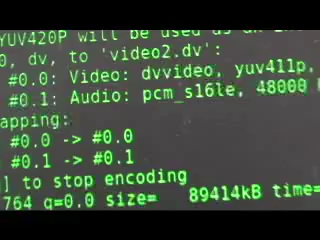 YUV420P will be used as an
0, dv, to 'video2.dv':
#0.0: Video: dvvideo, yuv411p,
#0.1: Audio: pcm_s16le, 48000
apping:
#0.0 -> #0.0
#0.1 -> #0.1
] to stop encoding
764 q=0.0 size= 89414kB time=